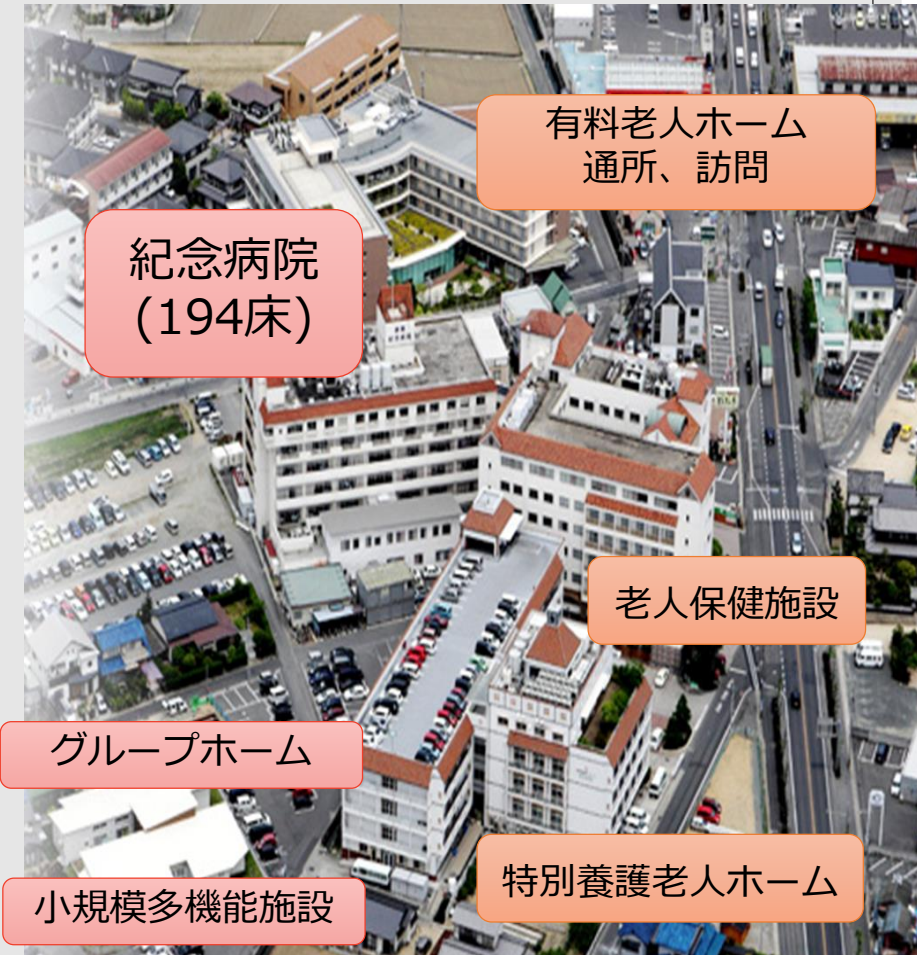 有料老人ホーム
通所、訪問
紀念病院
(194床)
老人保健施設
グループホーム
特別養護老人ホーム
小規模多機能施設